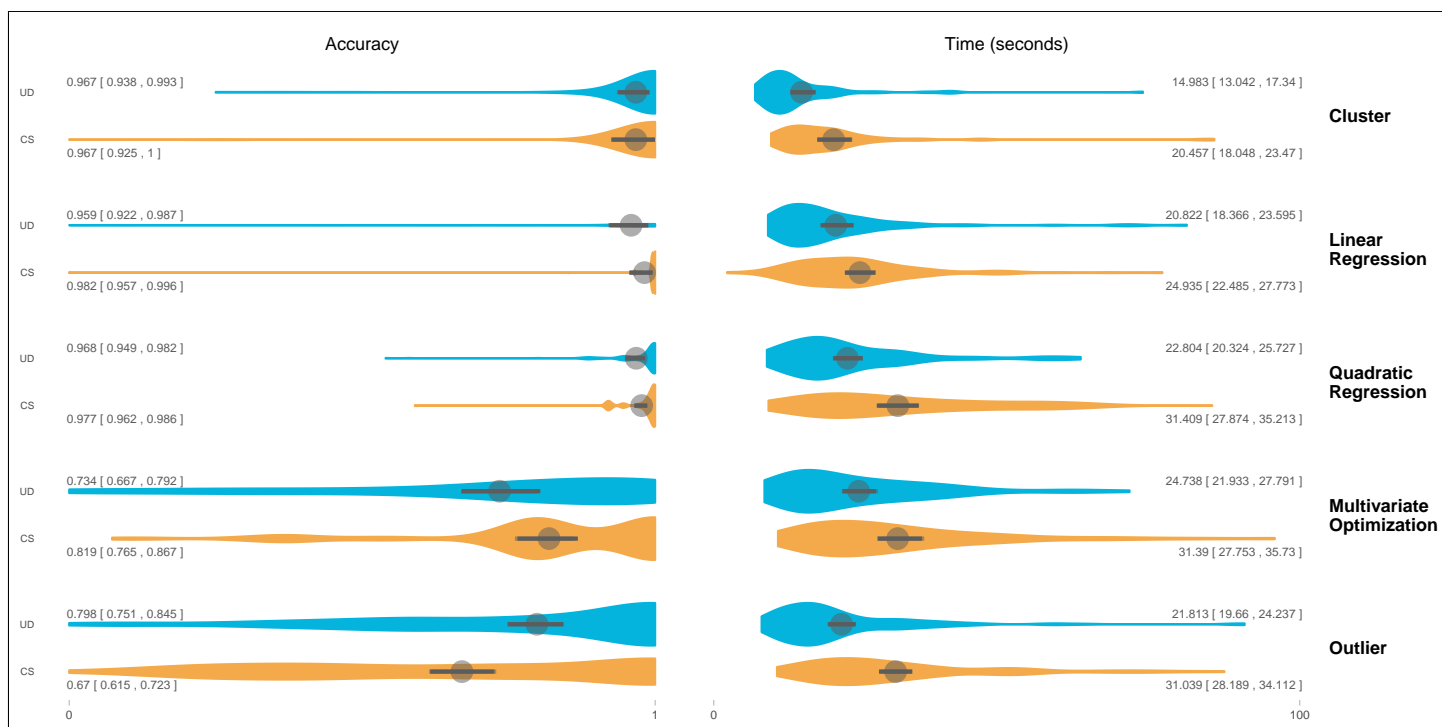 Accuracy
Time (seconds)
0.967 [ 0.938 , 0.993 ]
14.983 [ 13.042 , 17.34 ]
UD
Cluster
CS
0.967 [ 0.925 , 1 ]
20.457 [ 18.048 , 23.47 ]
0.959 [ 0.922 , 0.987 ]
20.822 [ 18.366 , 23.595 ]
UD
Linear
Regression
CS
0.982 [ 0.957 , 0.996 ]
24.935 [ 22.485 , 27.773 ]
0.968 [ 0.949 , 0.982 ]
22.804 [ 20.324 , 25.727 ]
UD
Quadratic
Regression
CS
0.977 [ 0.962 , 0.986 ]
31.409 [ 27.874 , 35.213 ]
0.734 [ 0.667 , 0.792 ]
24.738 [ 21.933 , 27.791 ]
UD
Multivariate
Optimization
CS
0.819 [ 0.765 , 0.867 ]
31.39 [ 27.753 , 35.73 ]
0.798 [ 0.751 , 0.845 ]
21.813 [ 19.66 , 24.237 ]
UD
Outlier
CS
0.67 [ 0.615 , 0.723 ]
31.039 [ 28.189 , 34.112 ]
0
1
0
100